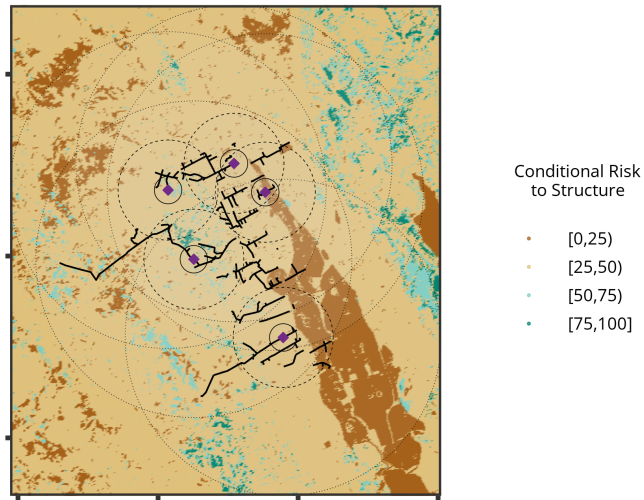 Conditional Risk
to Structure
[0,25)
[25,50)
[50,75)
[75,100]